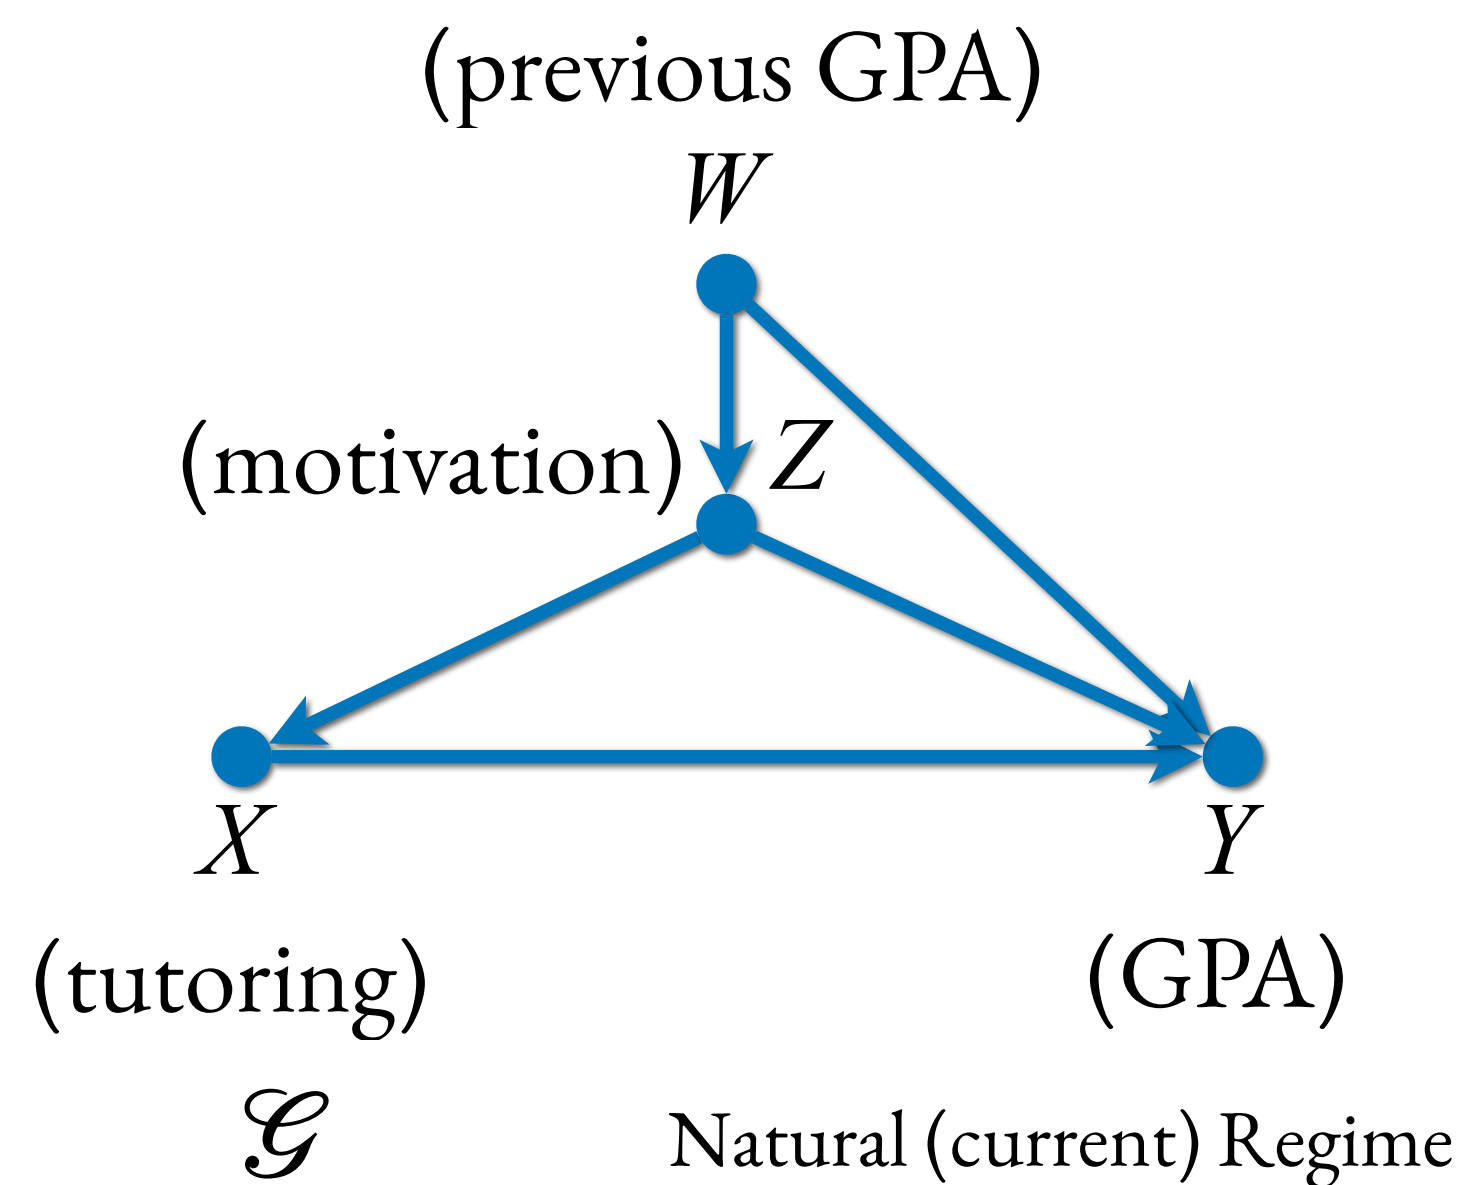 (previous GPA)
W
(motivation) Z
X Y
(tutoring) (GPA)
𝒢 Natural (current) Regime